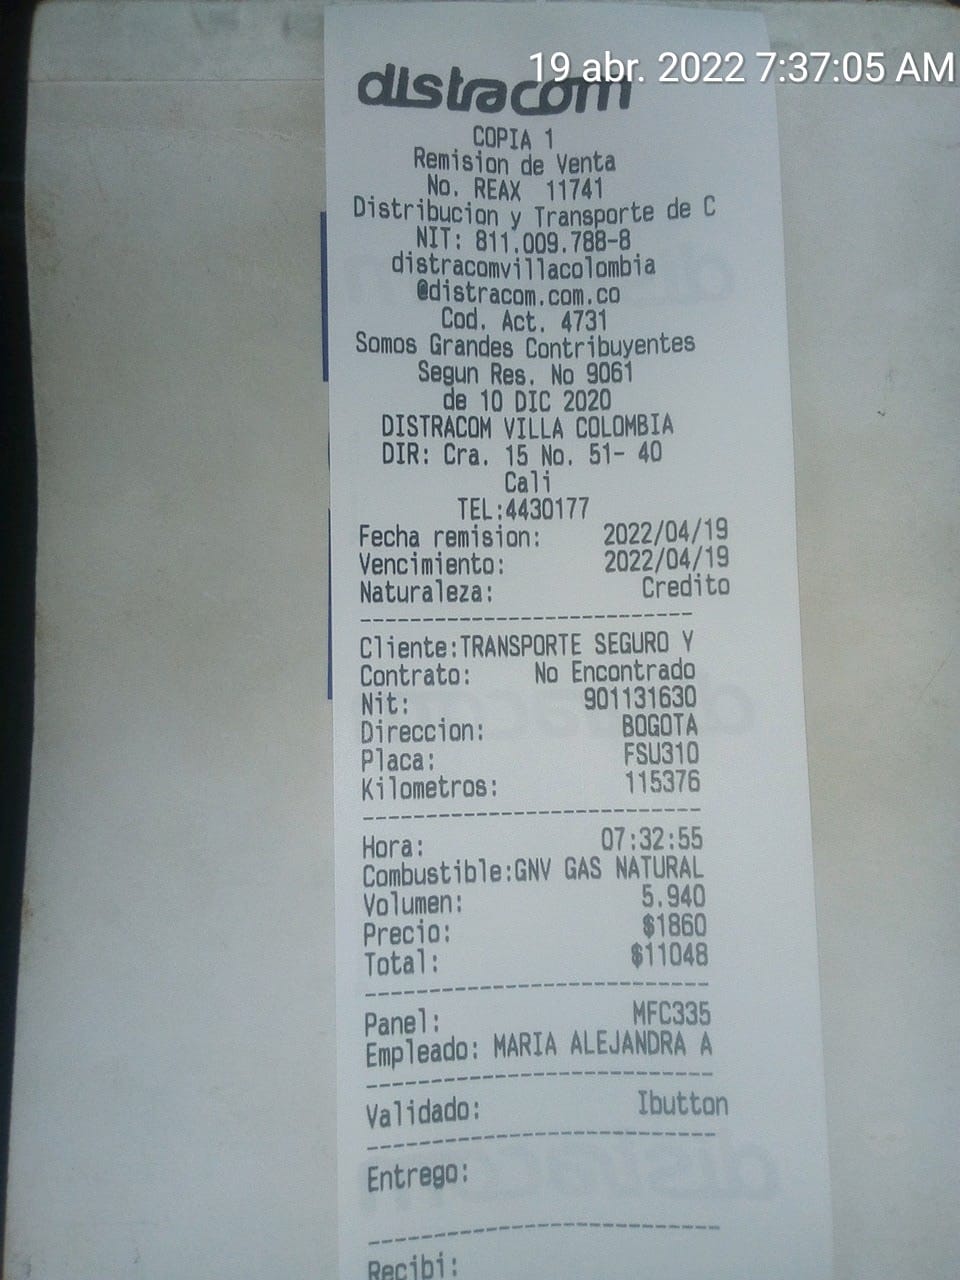 19 abr. 2022 7:37:05 AM
distracom
COPIA 1
Remision de Venta
No. REAX 11741
Distribucion y Transporte de C
NIT: 811.009.788-8
distracomvillacolombia
@distracom.com.co
Cod. Act. 4731
Somos Grandes Contribuyentes
Segun Res. No 9061
de 10 DIC 2020
DISTRACOM VILLA COLOMBIA
DIR: Cra. 15 No. 51- 40
Cali
TEL:4430177
Fecha remision: 2022/04/19
Vencimiento: 2022/04/19
Naturaleza: Credito
Cliente:TRANSPORTE SEGURO Y
Contrato: No Encontrado
Nit: 901131630
Direccion: BOGOTA
Placa: FSU310
Kilometros: 115376
Hora: 07:32:55
Combustible:GNV GAS NATURAL
Volumen: 5.940
Precio: $1860
Total: $11048
Panel: MFC335
Empleado: MARIA ALEJANDRA A
Validado: Ibutton
Entrego:
Recibi: